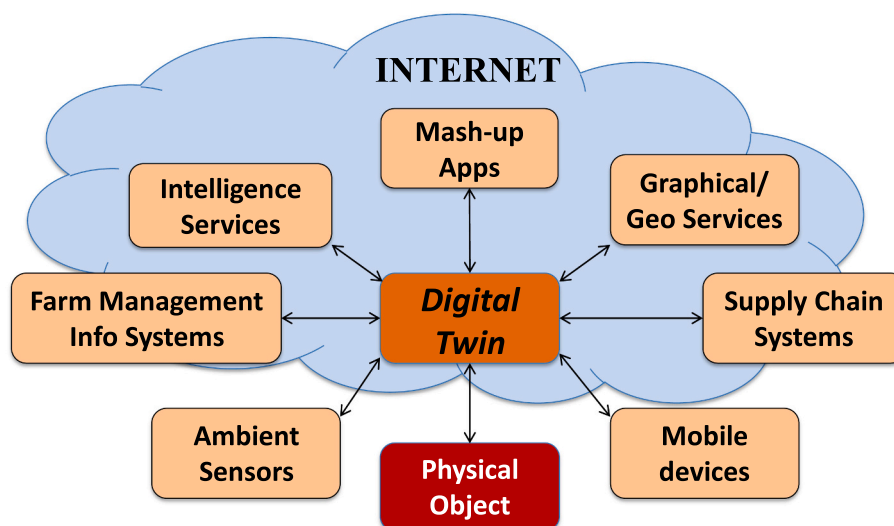 INTERNET
Mash-up
Apps
Intelligence
Services
Graphical/
Geo Services
Farm Management
Info Systems
Digital
Twin
Supply Chain
Systems
Ambient
Sensors
Physical
Object
Mobile
devices